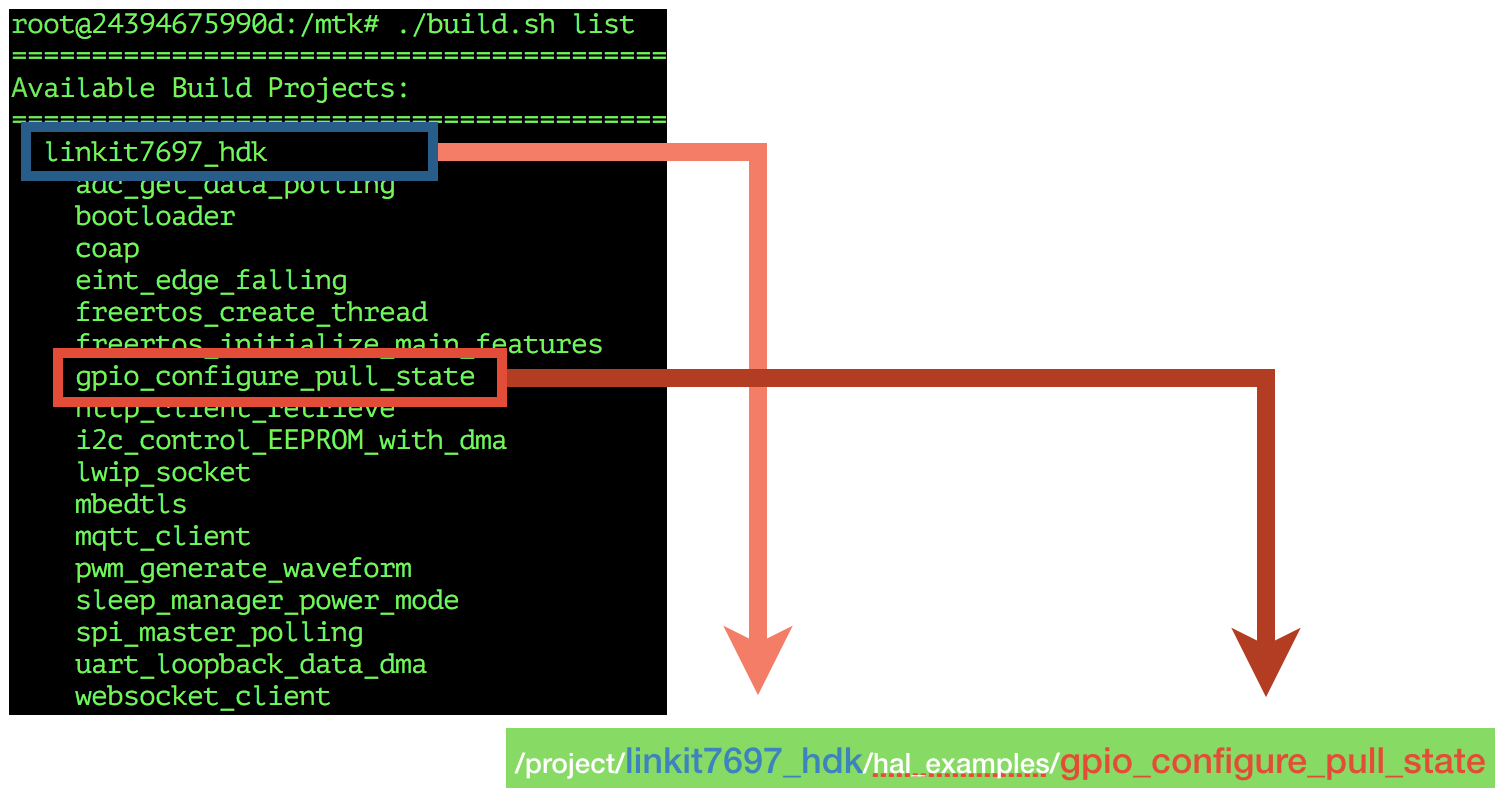 root@24394675990d:/mtk# ./build.sh list
=========================================
Available Build Projects:
=========================================
linkit7697_hdk
adc_get_data_polling
bootloader
coap
eint_edge_falling
freertos_create_thread
freertos_initialize_main_features
gpio_configure_pull_state
http_client_retrieve
i2c_control_EEPROM_with_dma
lwip_socket
mbedtls
mqtt_client
pwm_generate_waveform
sleep_manager_power_mode
spi_master_polling
uart_loopback_data_dma
websocket_client
/project/linkit7697_hdk/hal_examples/gpio_configure_pull_state